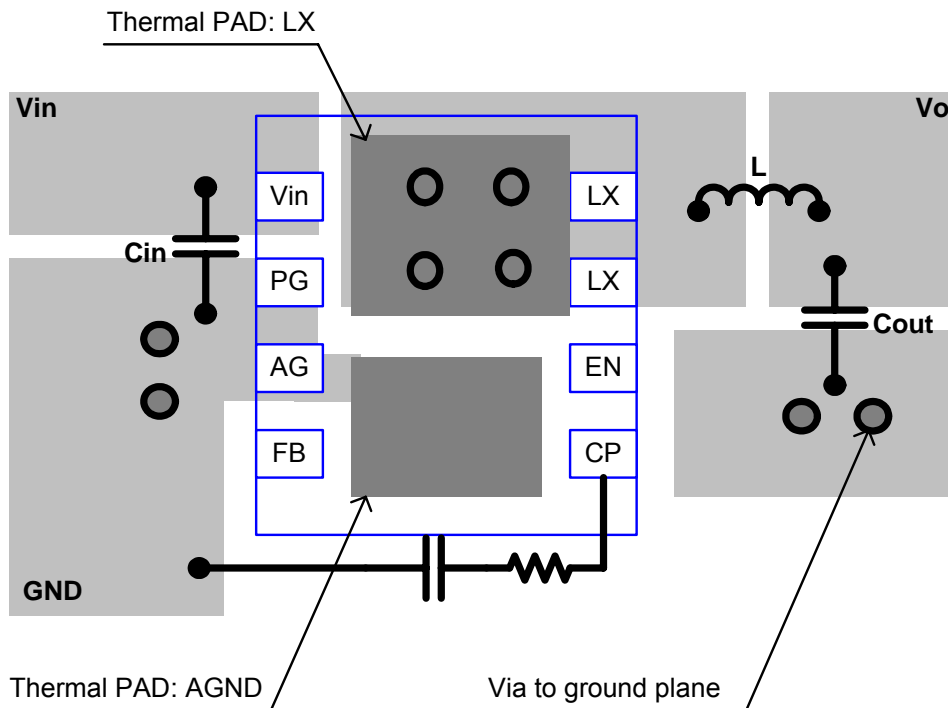 Thermal PAD: LX
Vin
Vo
L
Vin
LX
Cin
PG
LX
Cout
AG
EN
FB
CP
GND
Thermal PAD: AGND
Via to ground plane